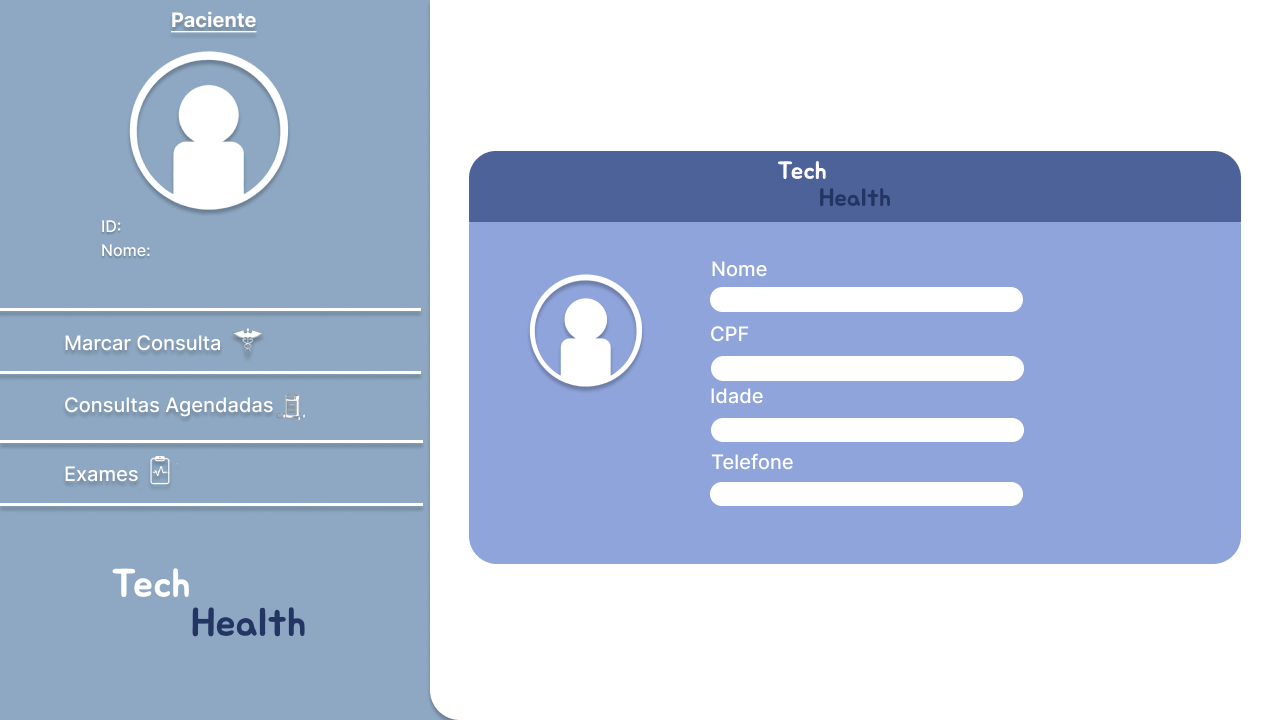 Paciente
ID:
Nome:
Marcar Consulta
Consultas Agendadas
Exames
Tech
Health
Tech
Health
Nome
CPF
Idade
Telefone